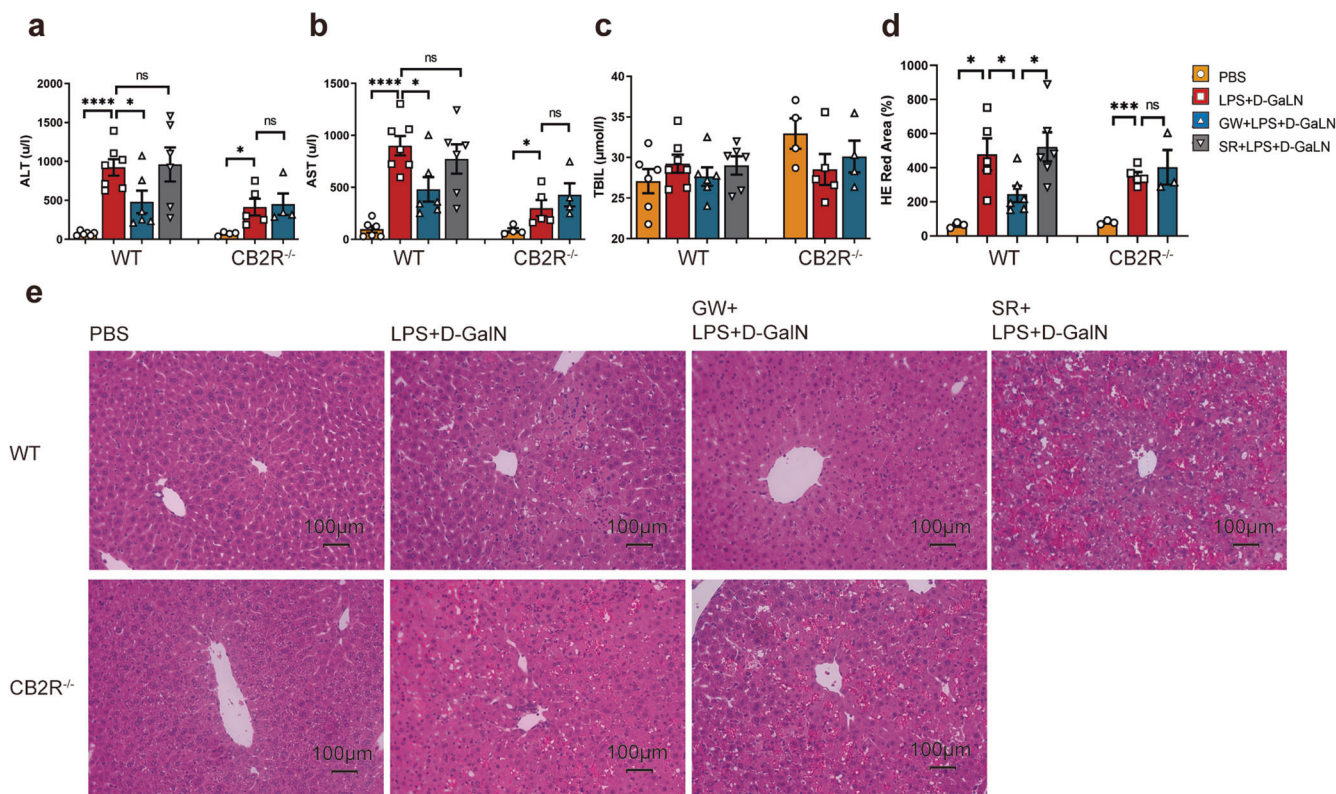 a
b
c
d
ns
**** *
*
ns
ALT (u/l)
2000
1500
1000
500
0
WT CB2R-/-
ns
**** *
*
ns
AST (u/l)
1500
1000
500
0
WT CB2R-/-
TBIL (μmol/l)
35
30
25
20
WT CB2R-/-
* * *
*** ns
HE Red Area (%)
1000
800
600
400
200
0
WT CB2R-/-
PBS
LPS+D-GaLN
GW+LPS+D-GaLN
SR+LPS+D-GaLN
e
PBS
LPS+D-GalN
GW+
LPS+D-GalN
SR+
LPS+D-GalN
WT
100μm 100μm 100μm 100μm
CB2R-/-
100μm 100μm 100μm